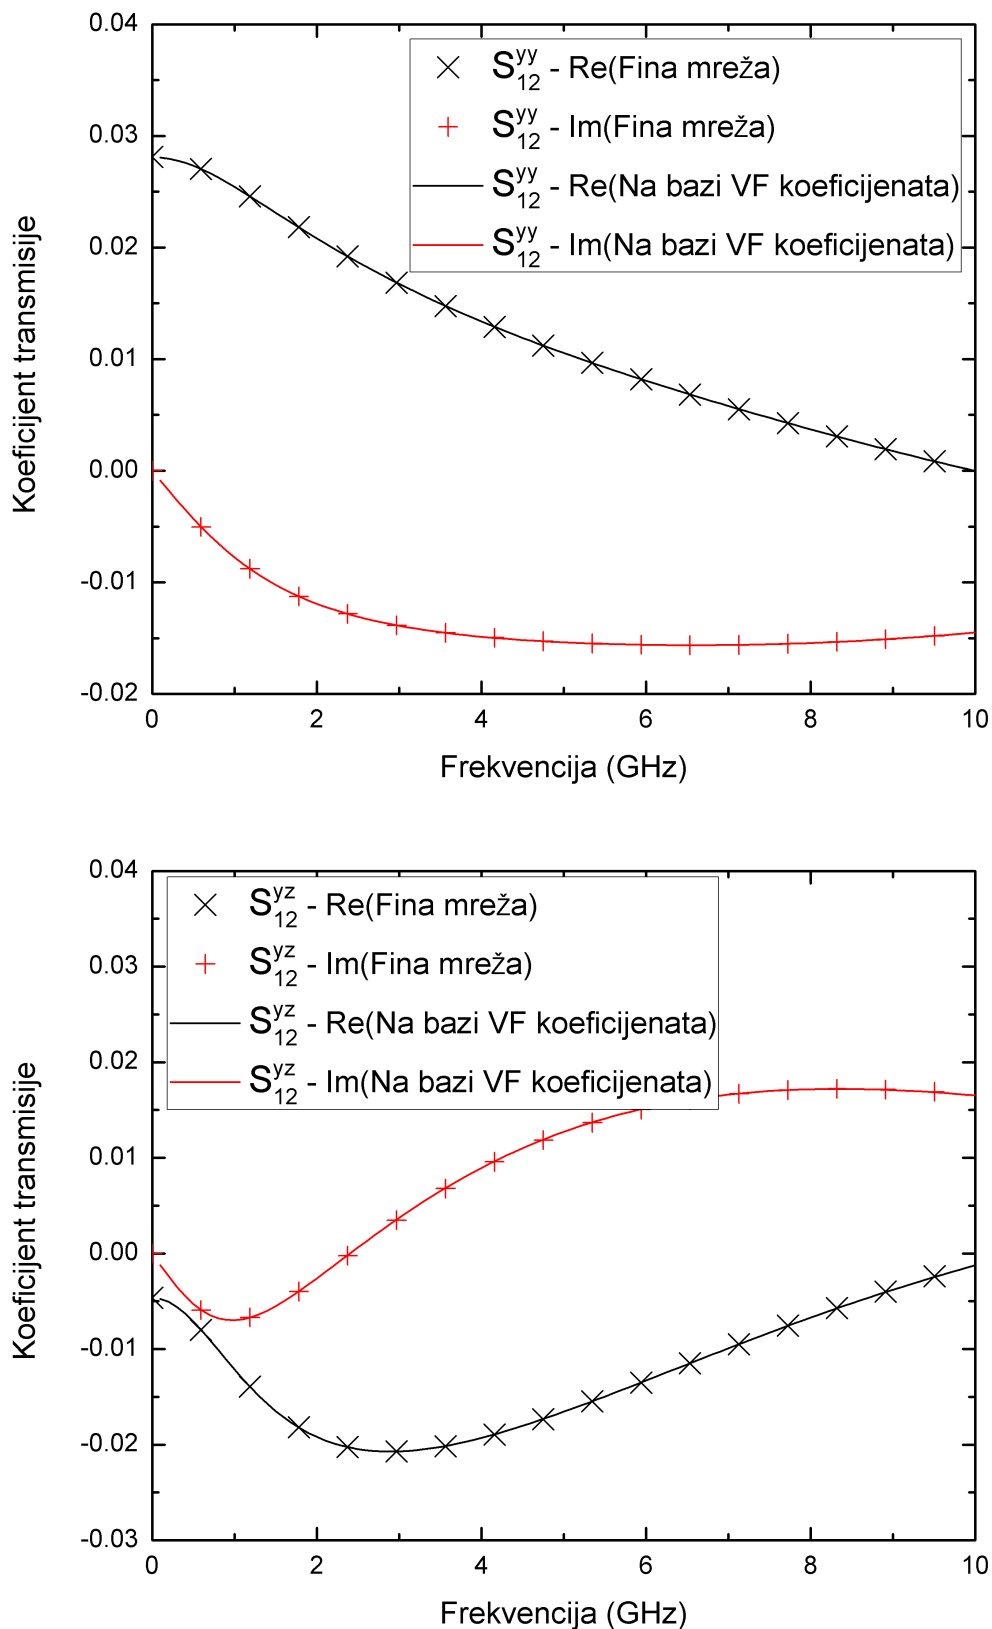 0.04
0.03
0.02
0.01
0.00
-0.01
-0.02
Koeficijent transmisije
S12yy - Re(Fina mreža)
S12yy - Im(Fina mreža)
S12yy - Re(Na bazi VF koeficijenata)
S12yy - Im(Na bazi VF koeficijenata)
0 2 4 6 8 10
Frekvencija (GHz)
0.04
0.03
0.02
0.01
0.00
-0.01
-0.02
-0.03
Koeficijent transmisije
S12yz - Re(Fina mreža)
S12yz - Im(Fina mreža)
S12yz - Re(Na bazi VF koeficijenata)
S12yz - Im(Na bazi VF koeficijenata)
0 2 4 6 8 10
Frekvencija (GHz)